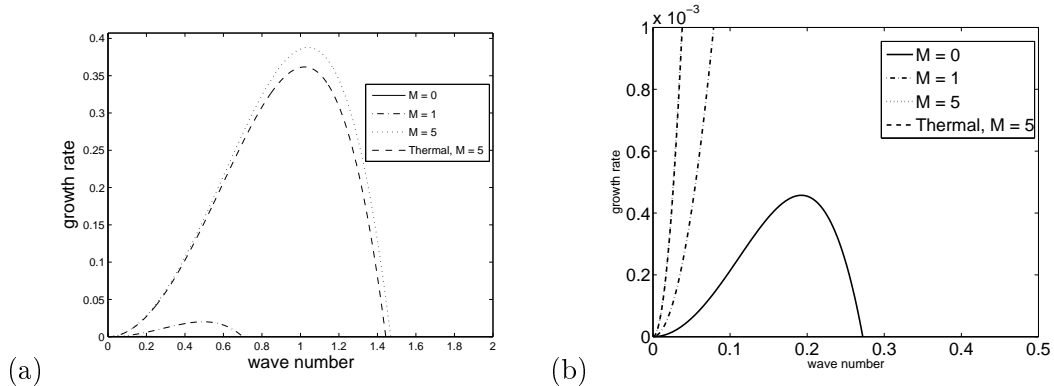 0.4
0.35
0.3
0.25
0.2
0.15
0.1
0.05
0
growth rate
0 0.2 0.4 0.6 0.8 1 1.2 1.4 1.6 1.8 2
wave number
M = 0
M = 1
M = 5
Thermal, M = 5
(a)
1 x 10⁻³
0.8
0.6
0.4
0.2
0
growth rate
0 0.1 0.2 0.3 0.4 0.5
wave number
M = 0
M = 1
M = 5
Thermal, M = 5
(b)